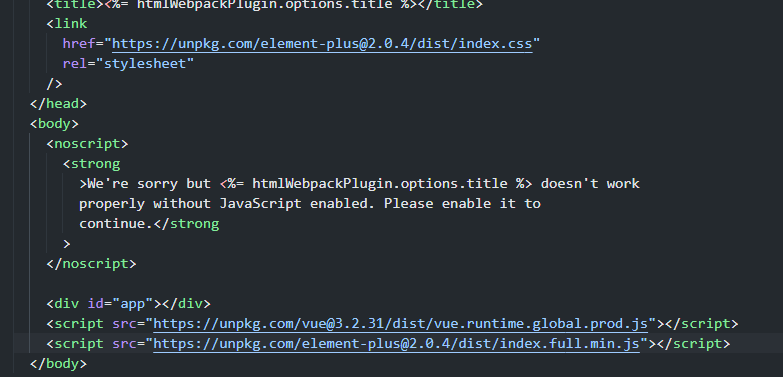 <title><%= htmlWebpackPlugin.options.title %></title>
<link
href="https://unpkg.com/element-plus@2.0.4/dist/index.css"
rel="stylesheet"
/>
</head>
<body>
<noscript>
<strong
>We're sorry but <%= htmlWebpackPlugin.options.title %> doesn't work
properly without JavaScript enabled. Please enable it to
continue.</strong
>
</noscript>
<div id="app"></div>
<script src="https://unpkg.com/vue@3.2.31/dist/vue.runtime.global.prod.js"></script>
<script src="https://unpkg.com/element-plus@2.0.4/dist/index.full.min.js"></script>
</body>